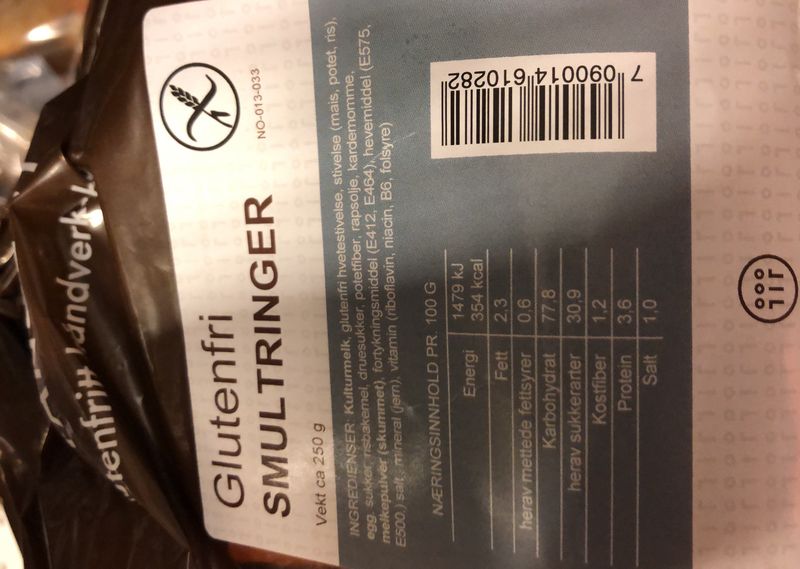 Glutenfri
SMULTRINGER
NO-013-033
Vekt ca 250 g
INGREDIENSER: Kulturmelk, glutenfri hvetestivelse, stivelse (mais, potet, ris),
egg, sukker, risbakemel, druesukker, potetfiber, rapsolje, kardemomme,
melkepulver (skummet), fortykningsmiddel (E412, E464), hevemiddel (E575,
E500,) salt, mineral (jern), vitamin (riboflavin, niacin, B6, folsyre)
NÆRINGSINNHOLD PR. 100 G
Energi 1479 kJ
354 kcal
Fett 2,3
herav mettede fettsyrer 0,6
Karbohydrat 77,8
herav sukkerarter 30,9
Kostfiber 1,2
Protein 3,6
Salt 1,0
7 090014 610282